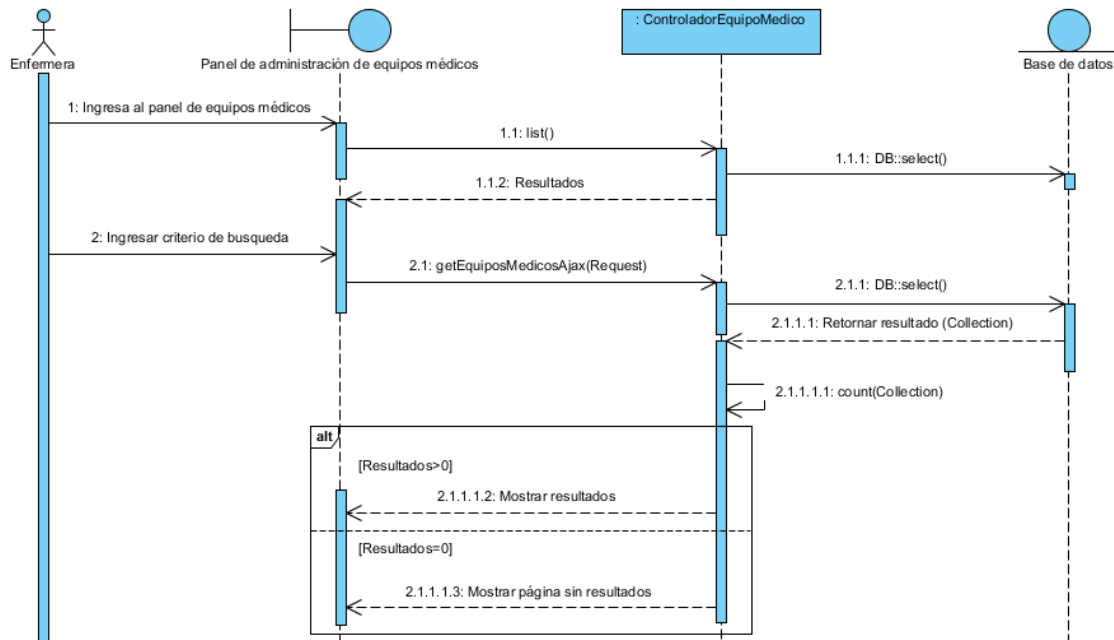 : ControladorEquipoMedico
Enfermera
Panel de administración de equipos médicos
Base de datos
1: Ingresa al panel de equipos médicos
1.1: list()
1.1.1: DB::select()
1.1.2: Resultados
2: Ingresar criterio de busqueda
2.1: getEquiposMedicosAjax(Request)
2.1.1: DB::select()
2.1.1.1: Retornar resultado (Collection)
2.1.1.1.1: count(Collection)
alt
[Resultados>0]
2.1.1.1.2: Mostrar resultados
[Resultados=0]
2.1.1.1.3: Mostrar página sin resultados